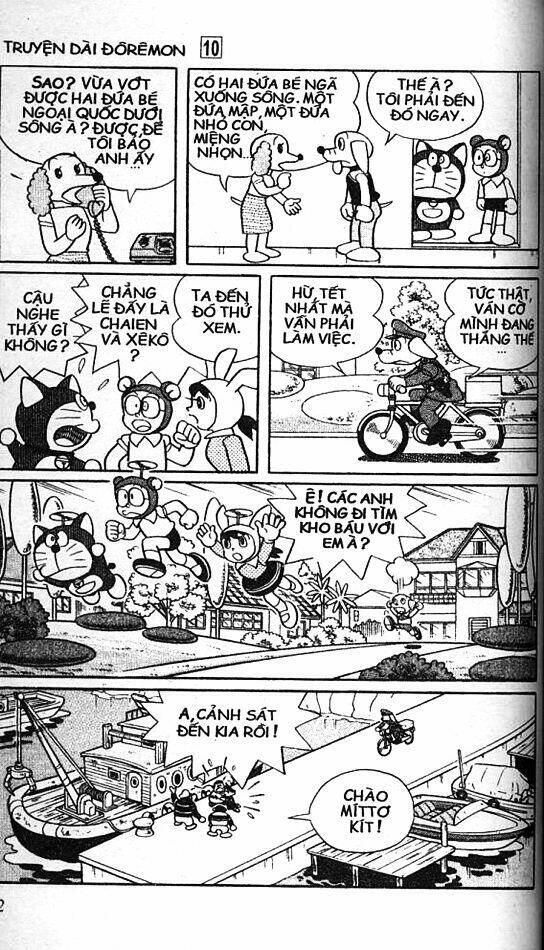 TRUYỆN DÀI ĐÔRÊMON 10
SAO? VỪA VỚT
ĐƯỢC HAI ĐỨA BÉ
NGOẠI QUỐC DƯỚI
SÔNG À? ĐƯỢC, ĐỂ
TÔI BẢO
ANH ẤY
...
CÓ HAI ĐỨA BÉ NGÃ
XUỐNG SÔNG. MỘT
ĐỨA MẬP, MỘT ĐỨA
NHỎ CON,
MIỆNG
NHỌN...
THẾ À?
TÔI PHẢI ĐẾN
ĐÓ NGAY.
CẬU
NGHE
THẤY GÌ
KHÔNG?
CHẲNG
LẼ ĐẤY LÀ
CHAIEN
VÀ XÊKÔ
?
TA ĐẾN
ĐÓ THỬ
XEM.
HỪ, TẾT
NHẤT MÀ
VẪN PHẢI
LÀM VIỆC.
TỨC THẬT,
VÁN CỜ
MÌNH ĐANG
THẮNG THẾ
...
Ê! CÁC ANH
KHÔNG ĐI TÌM
KHO BÁU VỚI
EM À?
A, CẢNH SÁT
ĐẾN KIA RỒI!
CHÀO
MÍTTƠ
KÍT!
2